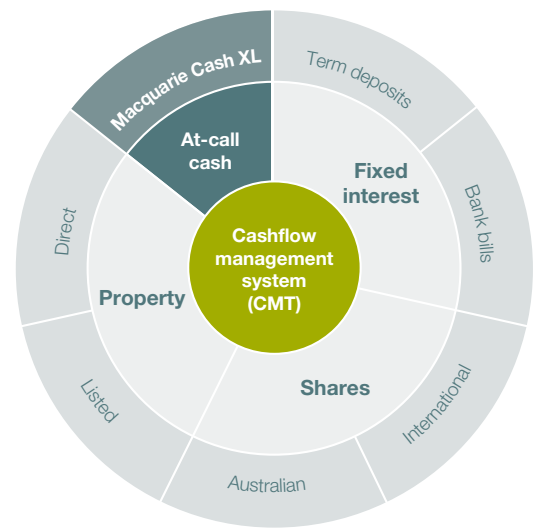 Macquarie Cash XL
Term deposits
At-call
cash
Fixed
interest
Bank bills
Direct
Cashflow
management
system
(CMT)
Property
Shares
International
Listed
Australian